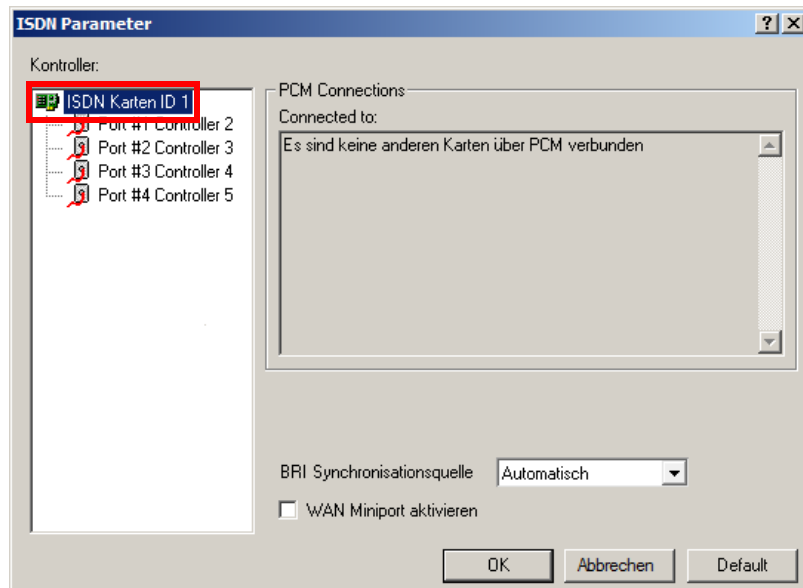 ISDN Parameter
Kontroller:
ISDN Karten ID 1
Port #1 Controller 2
Port #2 Controller 3
Port #3 Controller 4
Port #4 Controller 5
PCM Connections
Connected to:
Es sind keine anderen Karten über PCM verbunden
BRI Synchronisationsquelle Automatisch
WAN Miniport aktivieren
OK Abbrechen Default